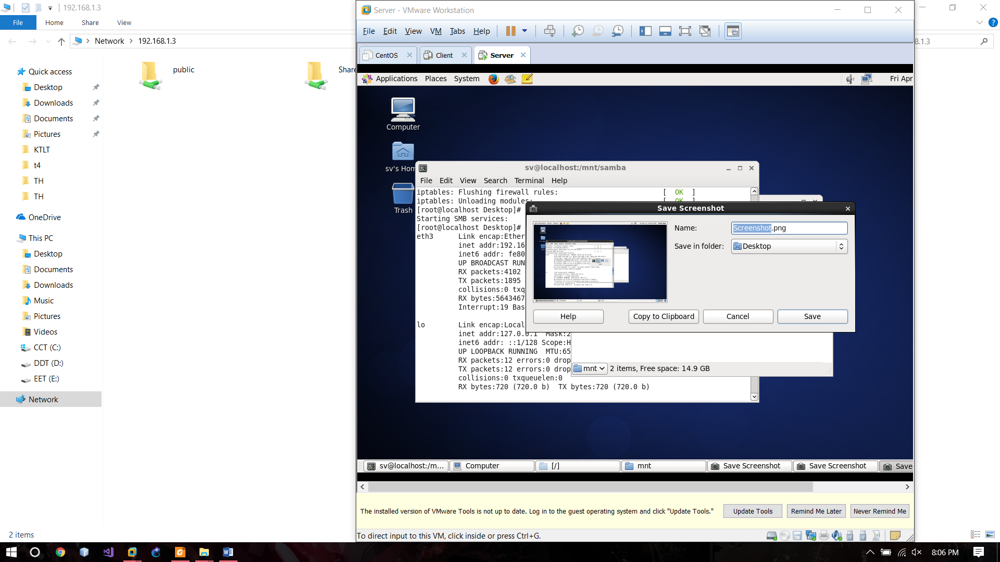 192.168.1.3
File Home Share View
Network 192.168.1.3
8.1.3
Quick access
Desktop
Downloads
Documents
Pictures
KTLT
t4
TH
TH
OneDrive
This PC
Desktop
Documents
Downloads
Music
Pictures
Videos
CCT (C:)
DDT (D:)
EET (E:)
Network
2 items
public
Share
Server - VMware Workstation
File Edit View VM Tabs Help
CentOS Client Server
Applications Places System Fri Apr
Computer
sv's Hom
Trash
sv@localhost:/mnt/samba
File Edit View Search Terminal Help
iptables: Flushing firewall rules: [ OK ]
iptables: Unloading modules: [ OK ]
[root@localhost Desktop]#
Starting SMB services:
[root@localhost Desktop]#
eth3 Link encap:Ether
inet addr:192.16
inet6 addr: fe80
UP BROADCAST RUN
RX packets:4102
TX packets:1895
collisions:0 txq
RX bytes:5643467
Interrupt:19 Bas
lo Link encap:Local
inet addr:127.0.0.1 Mask:2
inet6 addr: ::1/128 Scope:H
UP LOOPBACK RUNNING MTU:65
RX packets:12 errors:0 drop
TX packets:12 errors:0 drop
collisions:0 txqueuelen:0
RX bytes:720 (720.0 b) TX bytes:720 (720.0 b)
Save Screenshot
Name: Screenshot.png
Save in folder: Desktop
Help Copy to Clipboard Cancel Save
mnt 2 items, Free space: 14.9 GB
sv@localhost:/m... Computer [/] mnt Save Screenshot Save Screenshot Save
The installed version of VMware Tools is not up to date. Log in to the guest operating system and click "Update Tools." Update Tools Remind Me Later Never Remind Me
To direct input to this VM, click inside or press Ctrl+G.
8:06 PM